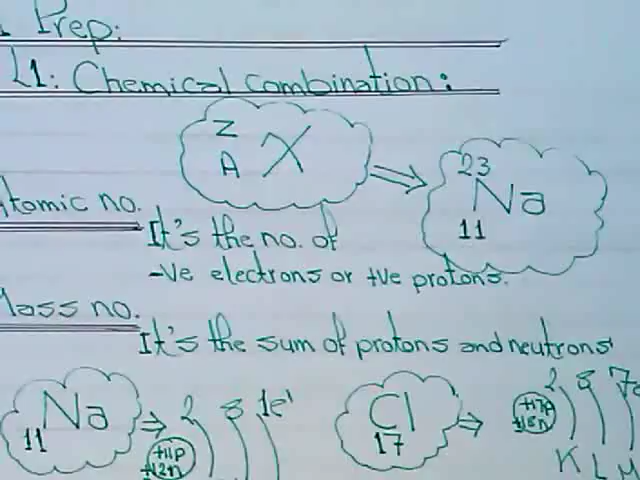 Prep:
L1: Chemical combination:
Z
A X
23
Na
11
tomic no.
It's the no. of
-ve electrons or +ve protons.
Mass no.
It's the sum of protons and neutrons
Na
11
2 8 1e
+11p
+12n
Cl
17
2 8 7e
+17p
+18n
K L M